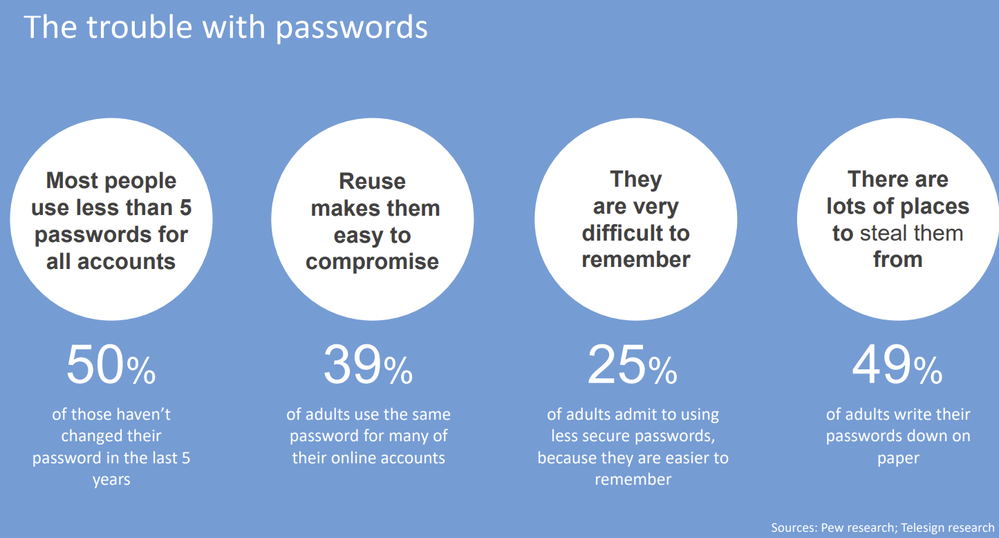 The trouble with passwords
Most people
use less than 5
passwords for
all accounts
50%
of those haven’t
changed their
password in the last 5
years
Reuse
makes them
easy to
compromise
39%
of adults use the same
password for many of
their online accounts
They
are very
difficult to
remember
25%
of adults admit to using
less secure passwords,
because they are easier to
remember
There are
lots of places
to steal them
from
49%
of adults write their
passwords down on
paper
Sources: Pew research; Telesign research